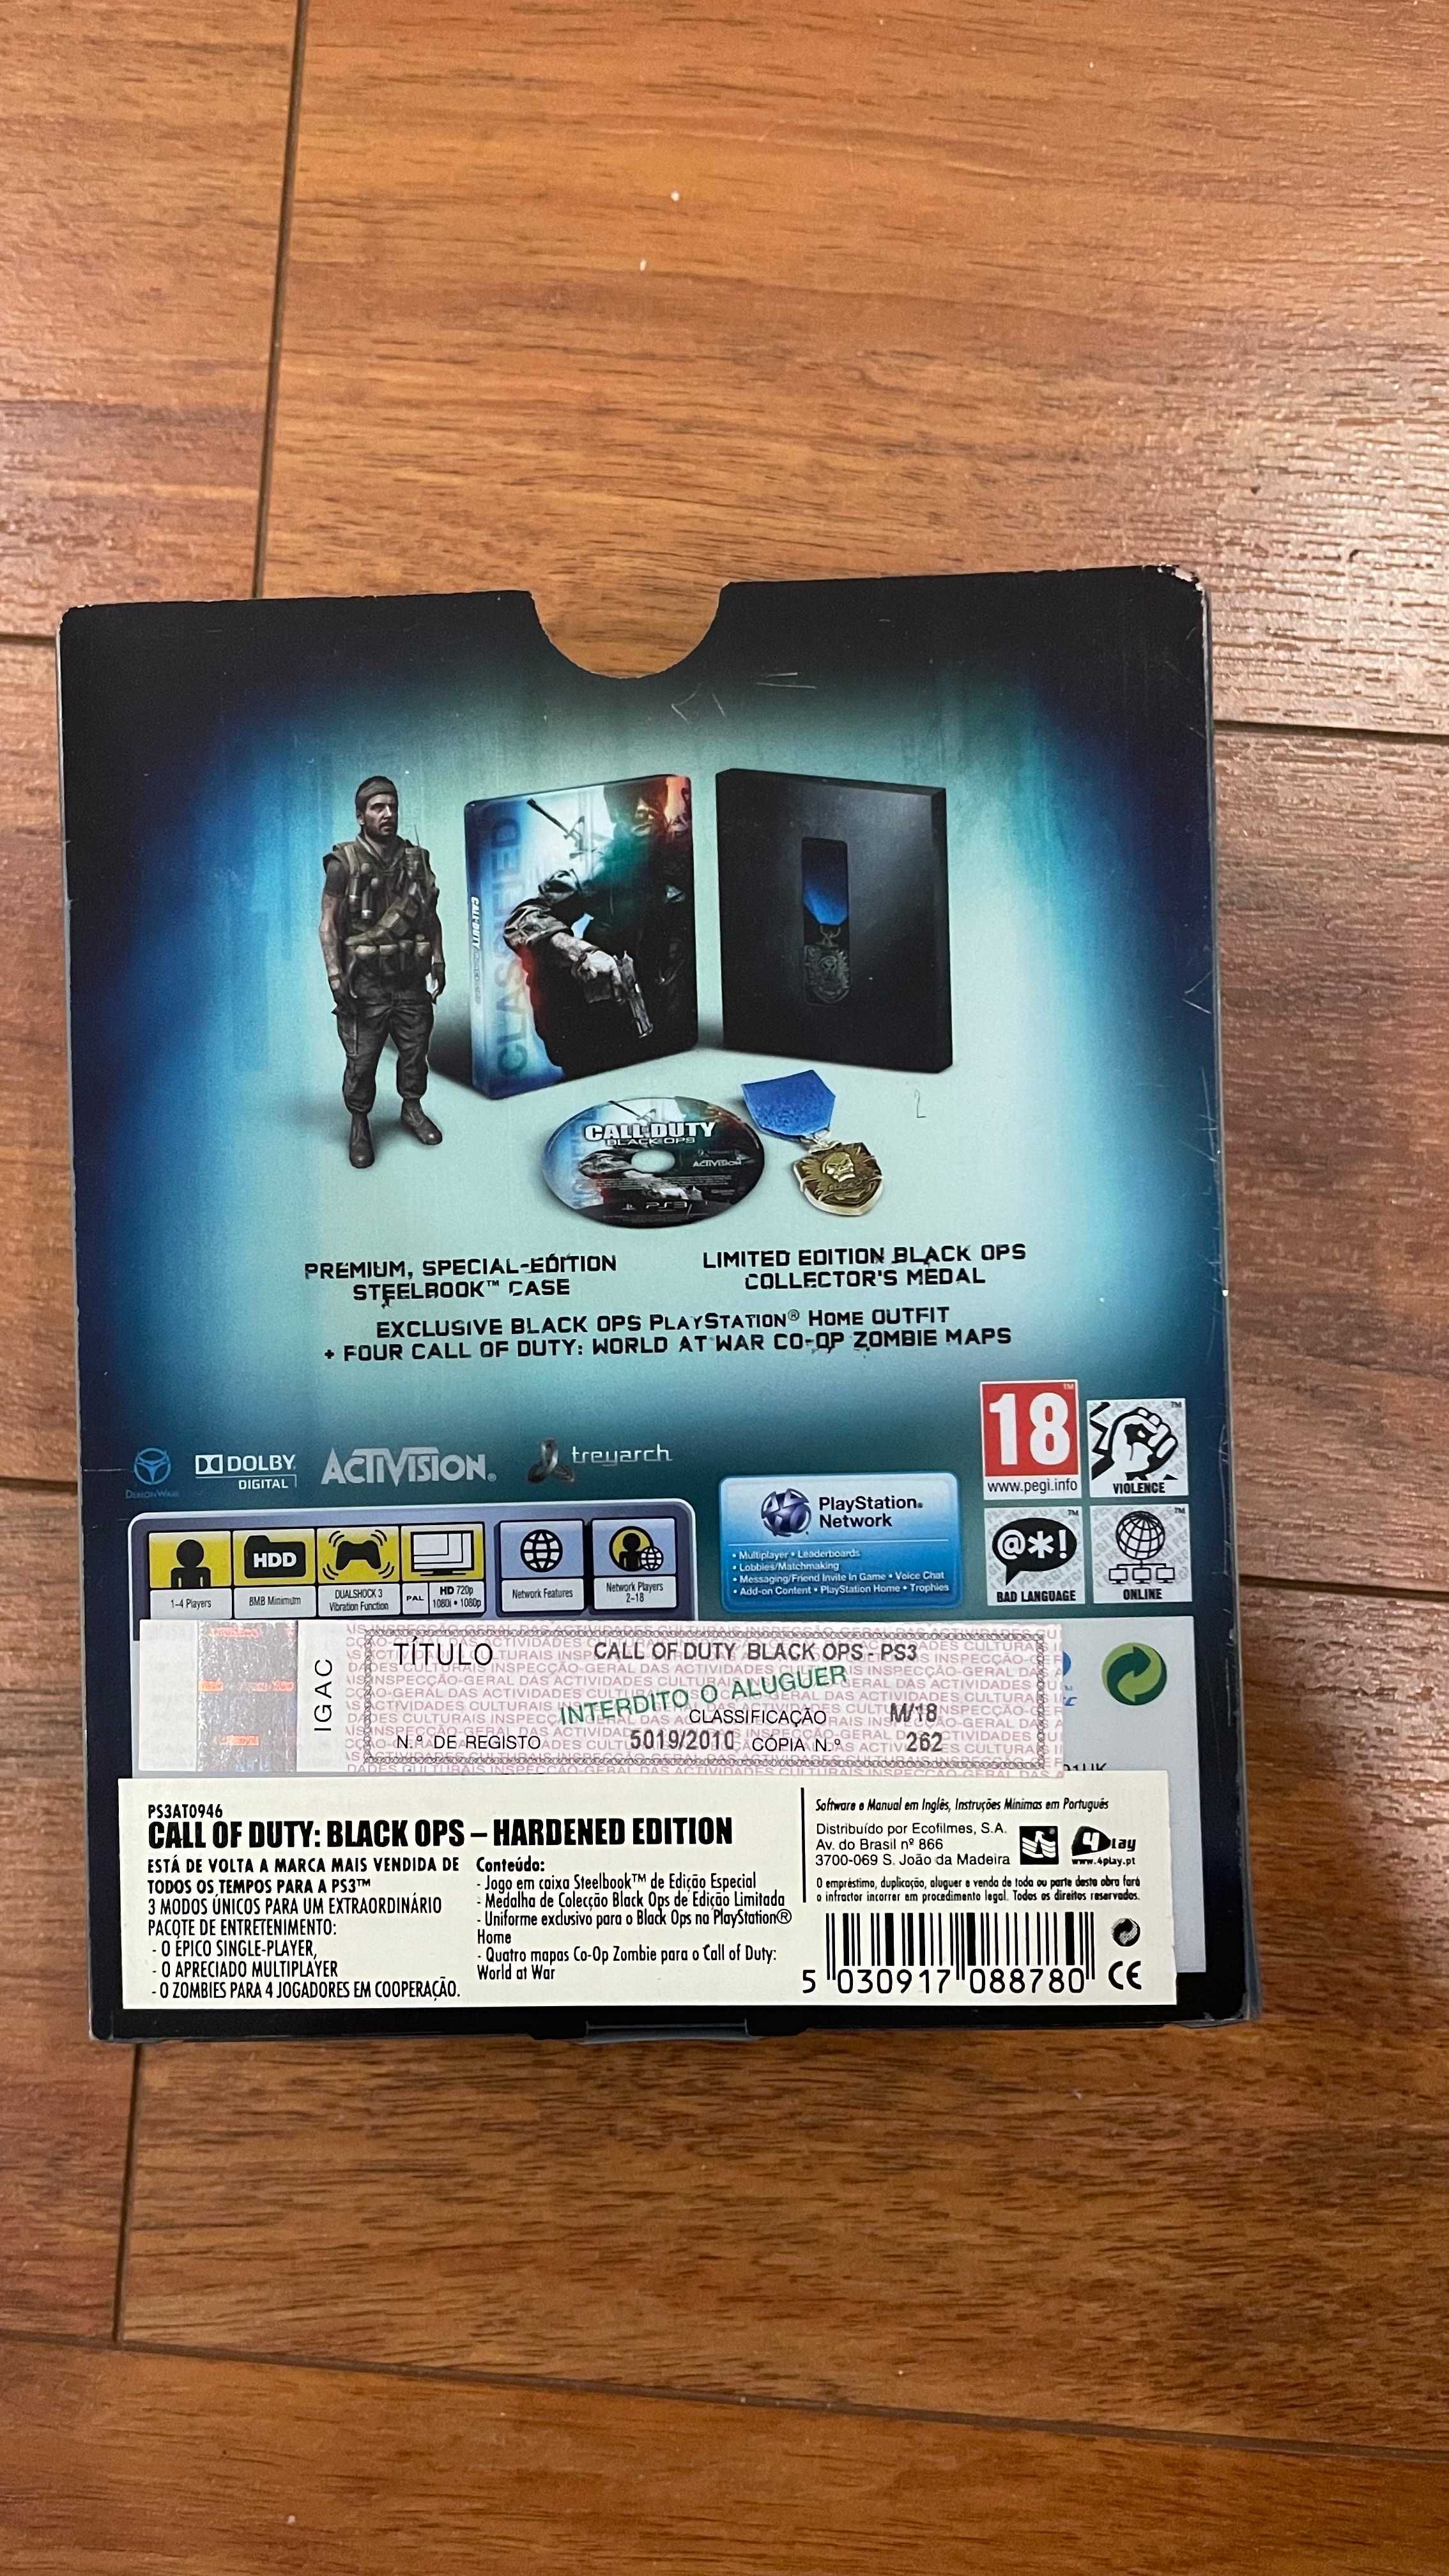 CLASSIFIED
CALL OF DUTY
CALL OF DUTY
BLACK OPS
ACTIVISION
PS3
PREMIUM, SPECIAL-EDITION
STEELBOOK™ CASE
LIMITED EDITION BLACK OPS
COLLECTOR'S MEDAL
EXCLUSIVE BLACK OPS PLAYSTATION® HOME OUTFIT
+ FOUR CALL OF DUTY: WORLD AT WAR CO-OP ZOMBIE MAPS
DEMONWARE
DOLBY
DIGITAL
ACTIVISION®
treyarch
18
www.pegi.info
VIOLENCE
@*!
BAD LANGUAGE
ONLINE
PlayStation®
Network
• Multiplayer • Leaderboards
• Lobbies/Matchmaking
• Messaging/Friend Invite In Game • Voice Chat
• Add-on Content • PlayStation Home • Trophies
1-4 Players
HDD
8MB Minimum
DUALSHOCK 3
Vibration Function
PAL
HD 720p
1080i • 1080p
Network Features
Network Players
2-18
IGAC
TÍTULO CALL OF DUTY BLACK OPS - PS3
INTERDITO O ALUGUER
CLASSIFICAÇÃO M/18
N.º DE REGISTO 5019/2010 CÓPIA N.º 262
INSPECÇÃO-GERAL DAS ACTIVIDADES CULTURAIS
PS3AT0946
CALL OF DUTY: BLACK OPS – HARDENED EDITION
ESTÁ DE VOLTA A MARCA MAIS VENDIDA DE
TODOS OS TEMPOS PARA A PS3™
3 MODOS ÚNICOS PARA UM EXTRAORDINÁRIO
PACOTE DE ENTRETENIMENTO:
- O ÉPICO SINGLE-PLAYER,
- O APRECIADO MULTIPLAYER
- O ZOMBIES PARA 4 JOGADORES EM COOPERAÇÃO.
Conteúdo:
- Jogo em caixa Steelbook™ de Edição Especial
- Medalha de Colecção Black Ops de Edição Limitada
- Uniforme exclusivo para o Black Ops na PlayStation®
Home
- Quatro mapas Co-Op Zombie para o Call of Duty:
World at War
Software e Manual em Inglês, Instruções Mínimas em Português
Distribuído por Ecofilmes, S.A.
Av. do Brasil nº 866
3700-069 S. João da Madeira
4Play
www.4play.pt
O empréstimo, duplicação, aluguer e venda de toda ou parte desta obra fará
o infractor incorrer em procedimento legal. Todos os direitos reservados.
5 030917 088780
CE